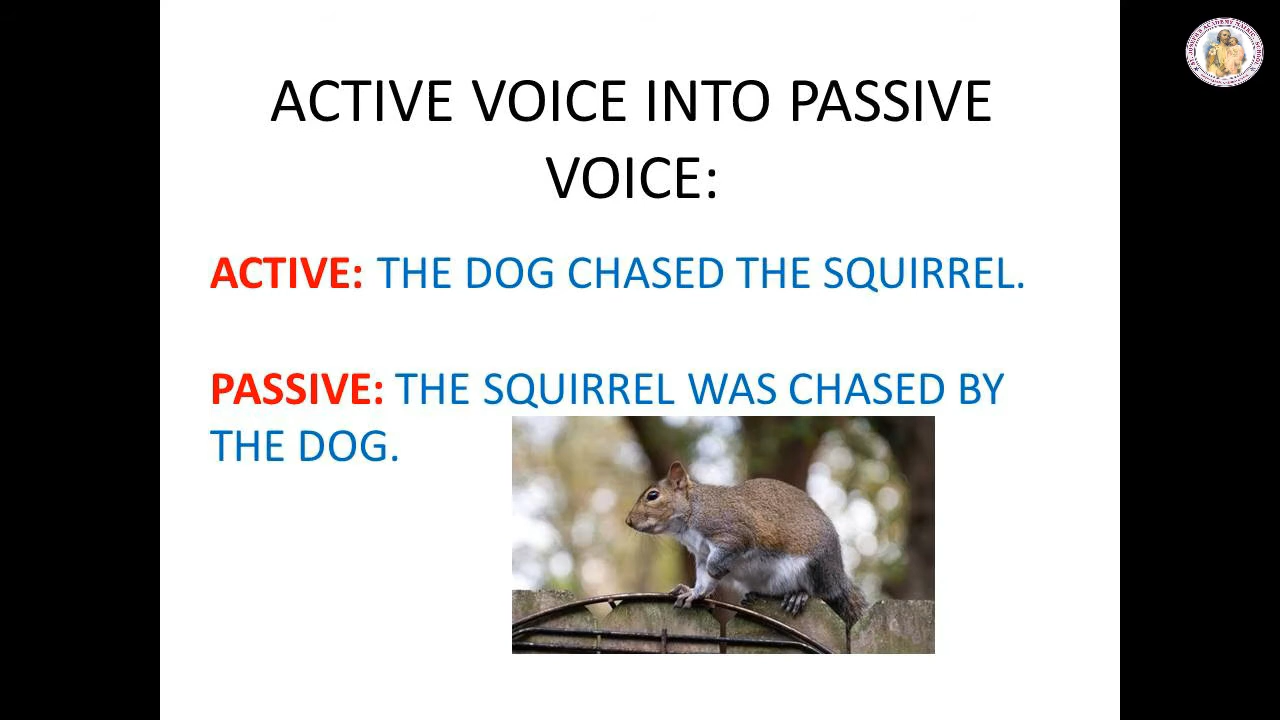 ACTIVE VOICE INTO PASSIVE
VOICE:
ACTIVE: THE DOG CHASED THE SQUIRREL.
PASSIVE: THE SQUIRREL WAS CHASED BY
THE DOG.